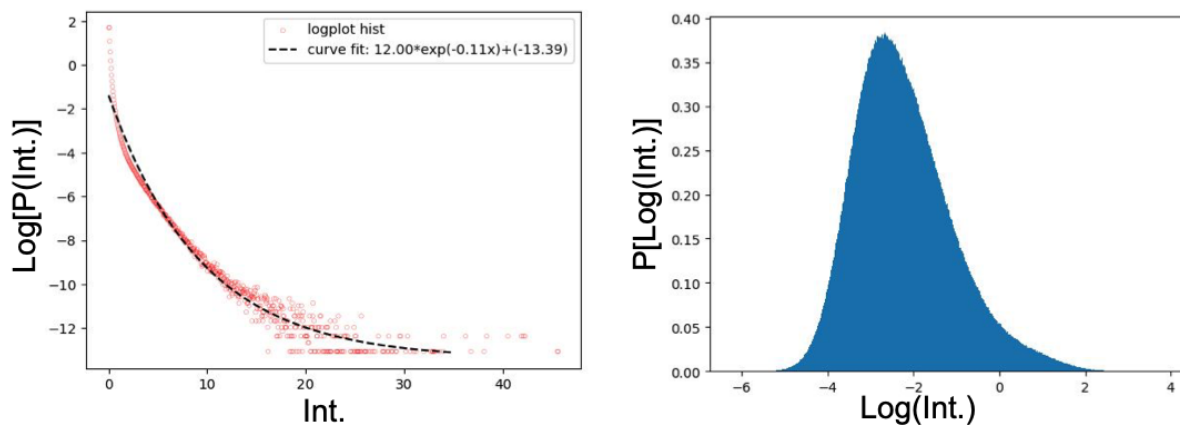 2
0
−2
−4
−6
−8
−10
−12
Log[P(Int.)]
logplot hist
curve fit: 12.00*exp(-0.11x)+(-13.39)
0 10 20 30 40
Int.
0.40
0.35
0.30
0.25
0.20
0.15
0.10
0.05
0.00
P[Log(Int.)]
−6 −4 −2 0 2 4
Log(Int.)